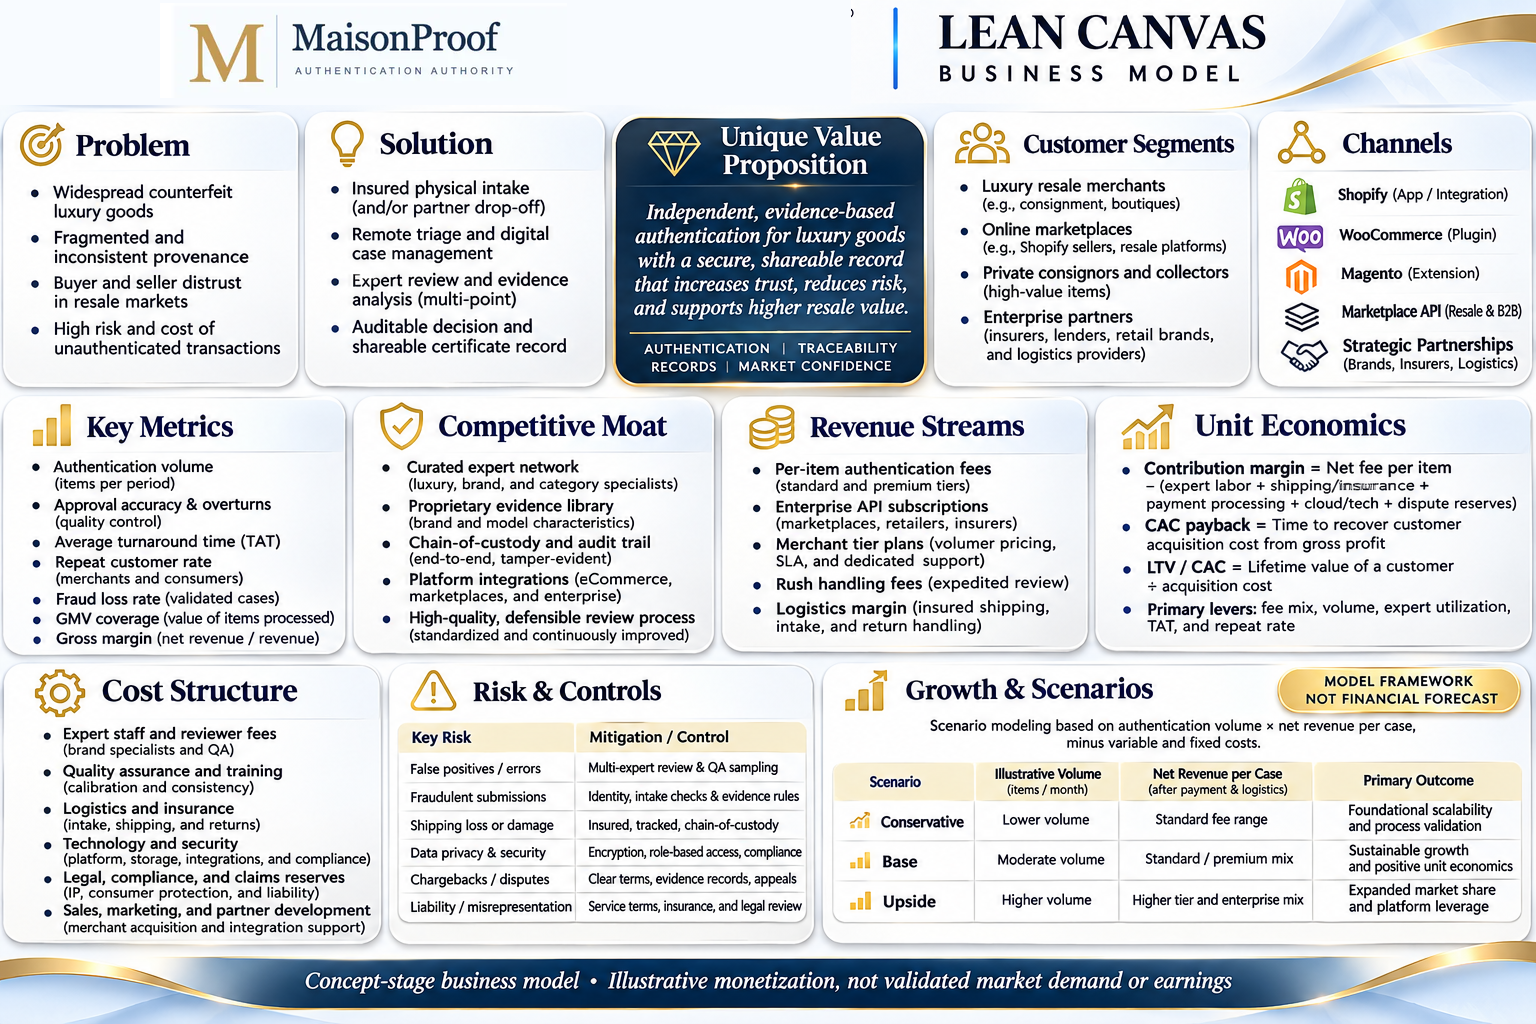 M
MaisonProof
AUTHENTICATION AUTHORITY
LEAN CANVAS
BUSINESS MODEL
Problem
• Widespread counterfeit
luxury goods
• Fragmented and
inconsistent provenance
• Buyer and seller distrust
in resale markets
• High risk and cost of
unauthenticated transactions
Solution
• Insured physical intake
(and/or partner drop-off)
• Remote triage and digital
case management
• Expert review and evidence
analysis (multi-point)
• Auditable decision and
shareable certificate record
Unique Value
Proposition
Independent, evidence-based
authentication for luxury goods
with a secure, shareable record
that increases trust, reduces risk,
and supports higher resale value.
AUTHENTICATION | TRACEABILITY
RECORDS | MARKET CONFIDENCE
Customer Segments
• Luxury resale merchants
(e.g., consignment, boutiques)
• Online marketplaces
(e.g., Shopify sellers, resale platforms)
• Private consignors and collectors
(high-value items)
• Enterprise partners
(insurers, lenders, retail brands,
and logistics providers)
Channels
S
Shopify (App / Integration)
WOO
WooCommerce (Plugin)
Magento (Extension)
Marketplace API (Resale & B2B)
Strategic Partnerships
(Brands, Insurers, Logistics)
Key Metrics
• Authentication volume
(items per period)
• Approval accuracy & overturns
(quality control)
• Average turnaround time (TAT)
• Repeat customer rate
(merchants and consumers)
• Fraud loss rate (validated cases)
• GMV coverage (value of items processed)
• Gross margin (net revenue / revenue)
Competitive Moat
• Curated expert network
(luxury, brand, and category specialists)
• Proprietary evidence library
(brand and model characteristics)
• Chain-of-custody and audit trail
(end-to-end, tamper-evident)
• Platform integrations (eCommerce,
marketplaces, and enterprise)
• High-quality, defensible review process
(standardized and continuously improved)
Revenue Streams
• Per-item authentication fees
(standard and premium tiers)
• Enterprise API subscriptions
(marketplaces, retailers, insurers)
• Merchant tier plans (volumer pricing,
SLA, and dedicated support)
• Rush handling fees (expedited review)
• Logistics margin (insured shipping,
intake, and return handling)
Unit Economics
• Contribution margin = Net fee per item
− (expert labor + shipping/insurance +
payment processing + cloud/tech + dispute reserves)
• CAC payback = Time to recover customer
acquisition cost from gross profit
• LTV / CAC = Lifetime value of a customer
÷ acquisition cost
• Primary levers: fee mix, volume, expert utilization,
TAT, and repeat rate
Cost Structure
• Expert staff and reviewer fees
(brand specialists and QA)
• Quality assurance and training
(calibration and consistency)
• Logistics and insurance
(intake, shipping, and returns)
• Technology and security
(platform, storage, integrations, and compliance)
• Legal, compliance, and claims reserves
(IP, consumer protection, and liability)
• Sales, marketing, and partner development
(merchant acquisition and integration support)
Risk & Controls
Key Risk Mitigation / Control
False positives / errors Multi-expert review & QA sampling
Fraudulent submissions Identity, intake checks & evidence rules
Shipping loss or damage Insured, tracked, chain-of-custody
Data privacy & security Encryption, role-based access, compliance
Chargebacks / disputes Clear terms, evidence records, appeals
Liability / misrepresentation Service terms, insurance, and legal review
Growth & Scenarios
MODEL FRAMEWORK
NOT FINANCIAL FORECAST
Scenario modeling based on authentication volume × net revenue per case,
minus variable and fixed costs.
Scenario Illustrative Volume (items / month) Net Revenue per Case (after payment & logistics) Primary Outcome
Conservative Lower volume Standard fee range Foundational scalability and process validation
Base Moderate volume Standard / premium mix Sustainable growth and positive unit economics
Upside Higher volume Higher tier and enterprise mix Expanded market share and platform leverage
Concept-stage business model • Illustrative monetization, not validated market demand or earnings